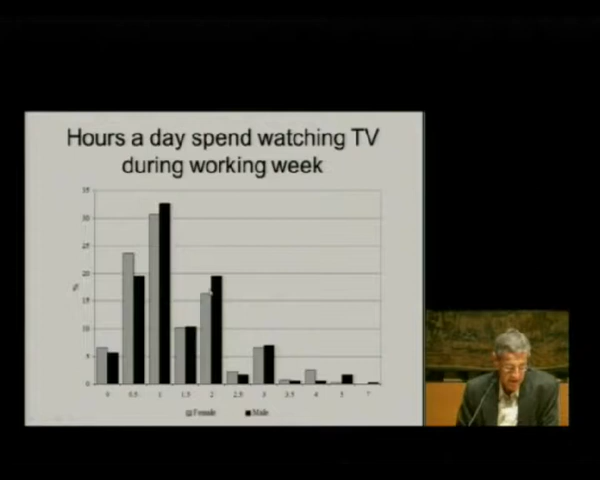 Hours a day spend watching TV
during working week
35
30
25
20
15
10
5
0
%
0 0.5 1 1.5 2 2.5 3 3.5 4 5 7
Female Male